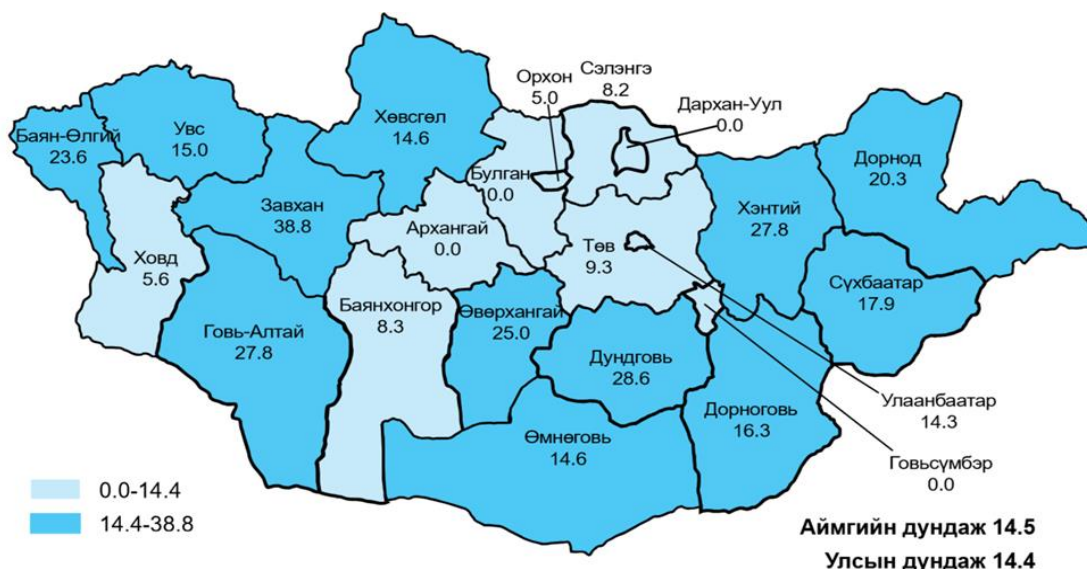 Орхон
5.0
Сэлэнгэ
8.2
Дархан-Уул
0.0
Баян-Өлгий
23.6
Увс
15.0
Хөвсгөл
14.6
Булган
0.0
Дорнод
20.3
Завхан
38.8
Архангай
0.0
Төв
9.3
Хэнтий
27.8
Ховд
5.6
Сүхбаатар
17.9
Говь-Алтай
27.8
Баянхонгор
8.3
Өвөрхангай
25.0
Дундговь
28.6
Дорноговь
16.3
Улаанбаатар
14.3
Өмнөговь
14.6
Говьсүмбэр
0.0
0.0-14.4
14.4-38.8
Аймгийн дундаж 14.5
Улсын дундаж 14.4